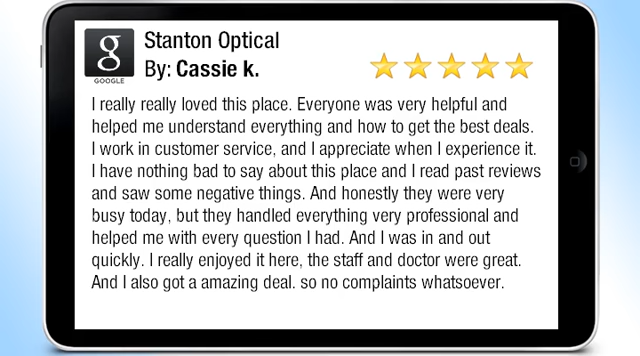 g
GOOGLE
Stanton Optical
By: Cassie k.
I really really loved this place. Everyone was very helpful and
helped me understand everything and how to get the best deals.
I work in customer service, and I appreciate when I experience it.
I have nothing bad to say about this place and I read past reviews
and saw some negative things. And honestly they were very
busy today, but they handled everything very professional and
helped me with every question I had. And I was in and out
quickly. I really enjoyed it here, the staff and doctor were great.
And I also got a amazing deal. so no complaints whatsoever.